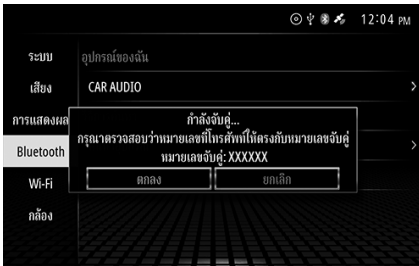 12:04 PM
ระบบ
อุปกรณ์ของฉัน
เสียง
CAR AUDIO
การแสดงผล
กำลังจับคู่...
กรุณาตรวจสอบว่าหมายเลขที่โทรศัพท์ให้ตรงกับหมายเลขจับคู่
หมายเลขจับคู่: XXXXXX
Bluetooth
ตกลง
ยกเลิก
Wi-Fi
กล้อง